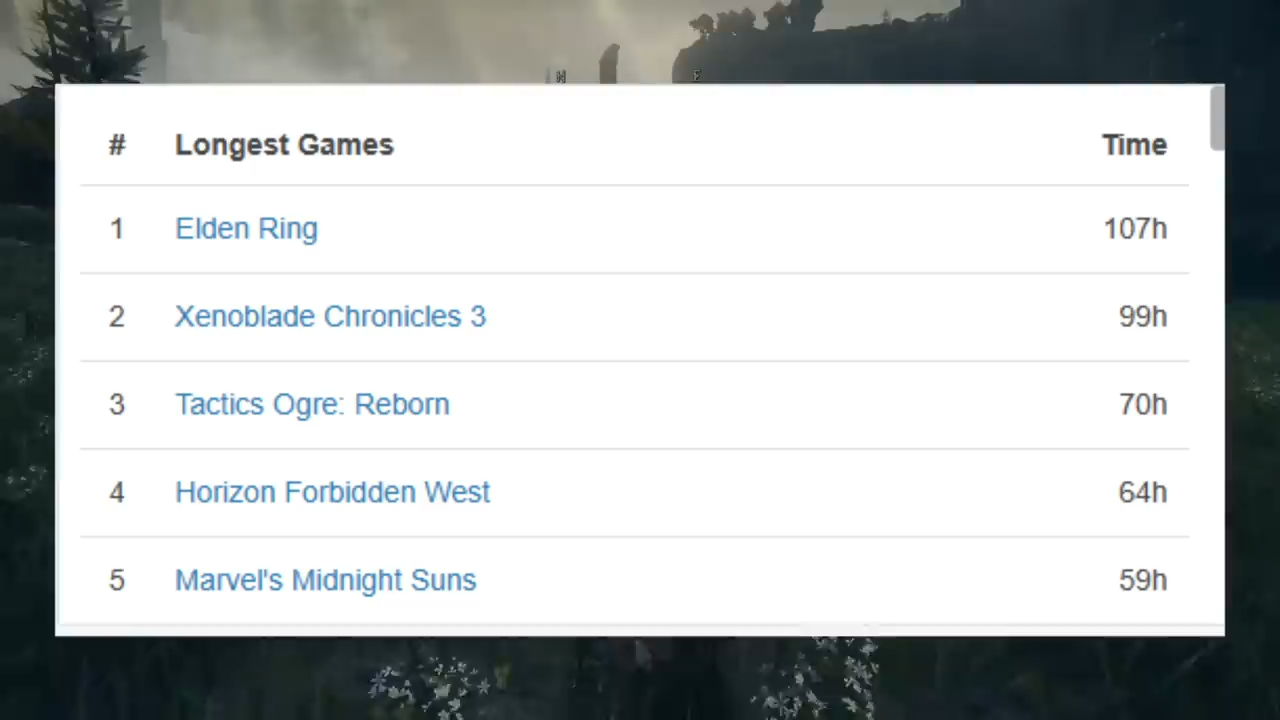 N E
# Longest Games Time
1 Elden Ring 107h
2 Xenoblade Chronicles 3 99h
3 Tactics Ogre: Reborn 70h
4 Horizon Forbidden West 64h
5 Marvel's Midnight Suns 59h